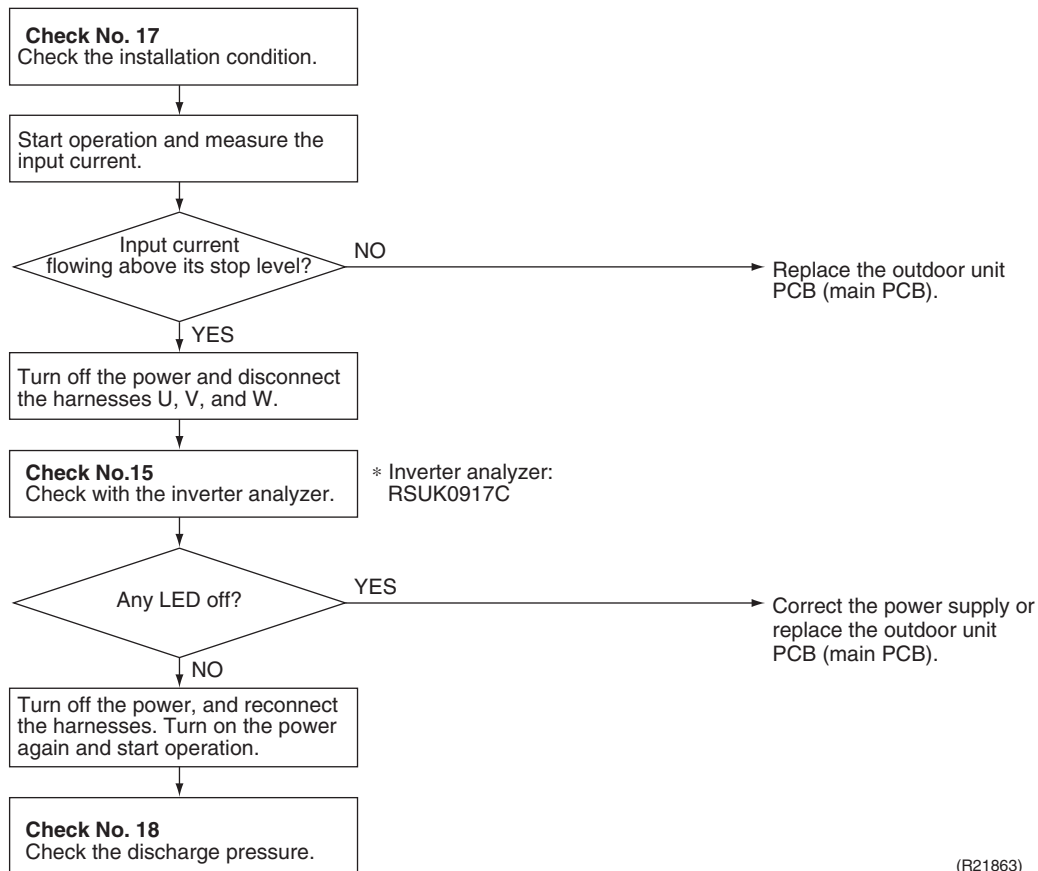 Check No. 17
Check the installation condition.
Start operation and measure the
input current.
Input current
flowing above its stop level?
NO
Replace the outdoor unit
PCB (main PCB).
YES
Turn off the power and disconnect
the harnesses U, V, and W.
Check No.15
Check with the inverter analyzer.
* Inverter analyzer:
RSUK0917C
Any LED off?
YES
Correct the power supply or
replace the outdoor unit
PCB (main PCB).
NO
Turn off the power, and reconnect
the harnesses. Turn on the power
again and start operation.
Check No. 18
Check the discharge pressure.
(R21863)